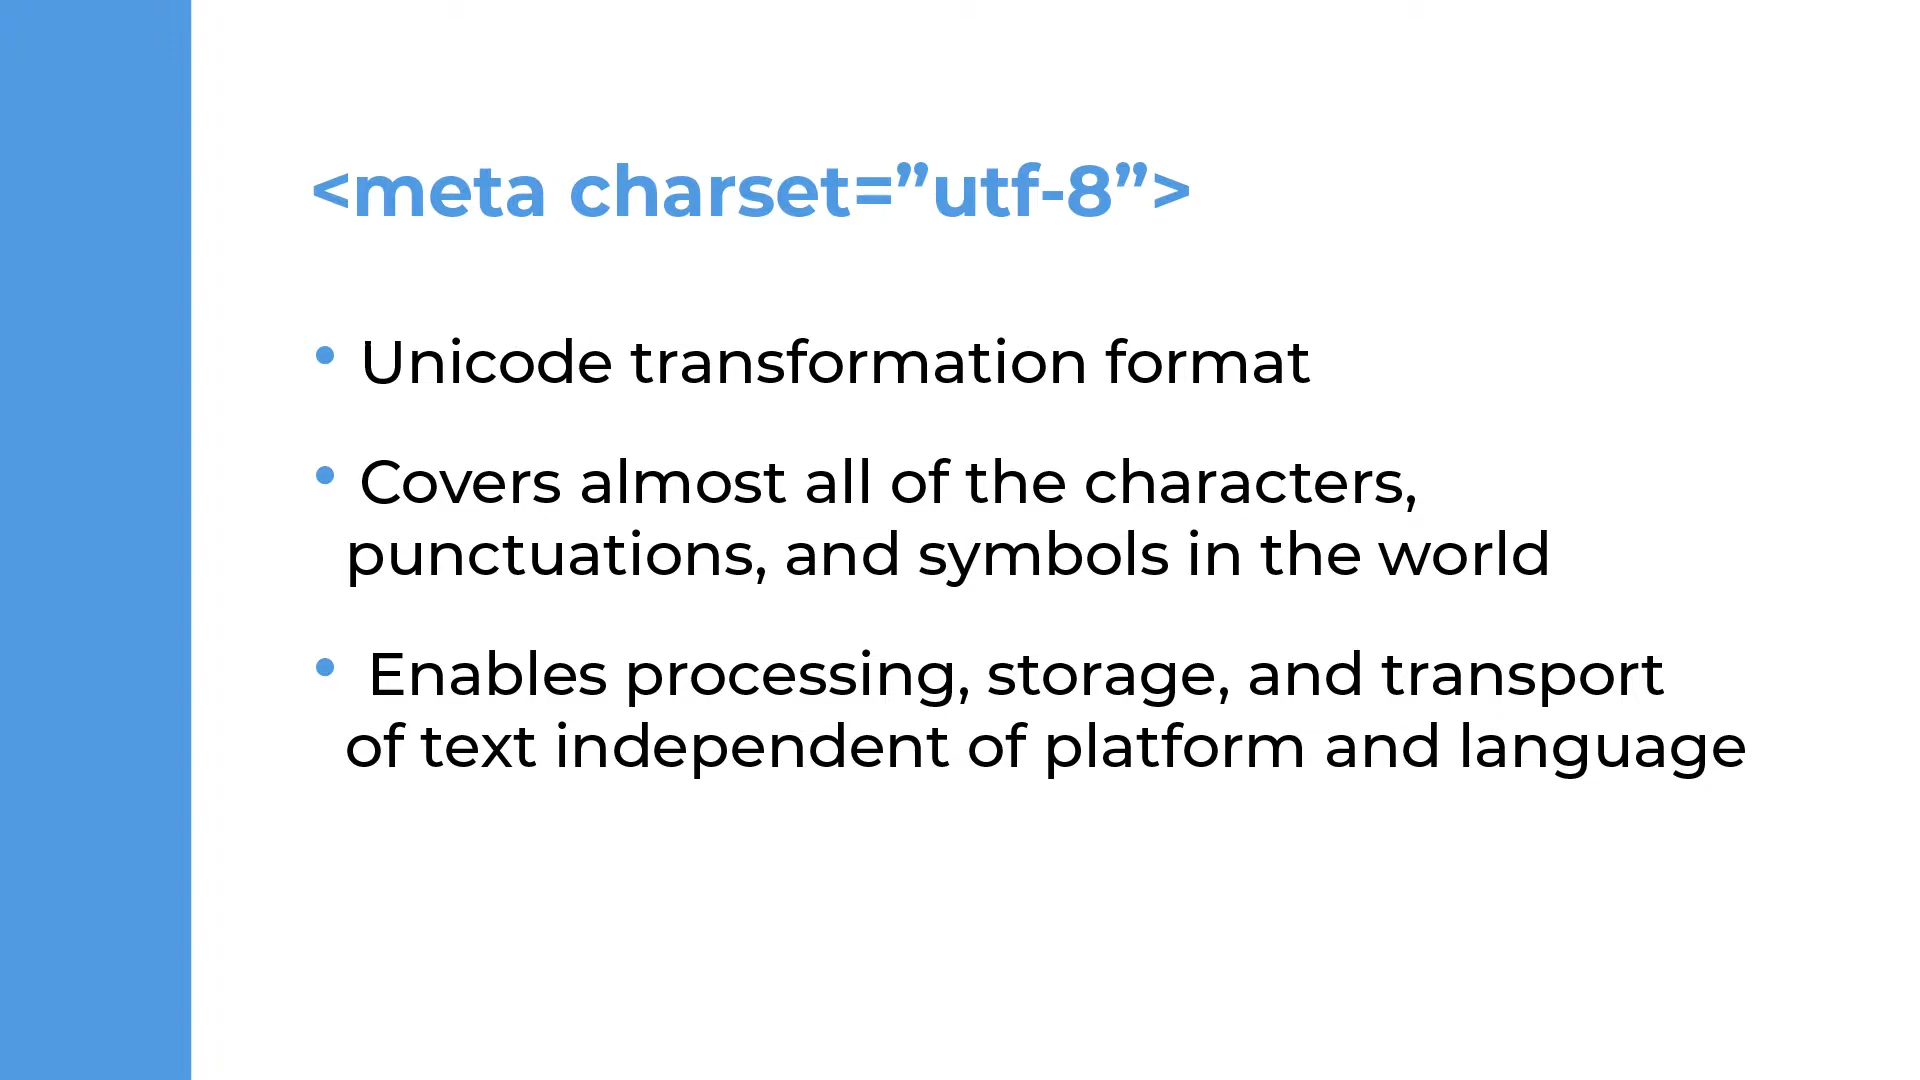 <meta charset=”utf-8”>
• Unicode transformation format
• Covers almost all of the characters,
punctuations, and symbols in the world
• Enables processing, storage, and transport
of text independent of platform and language